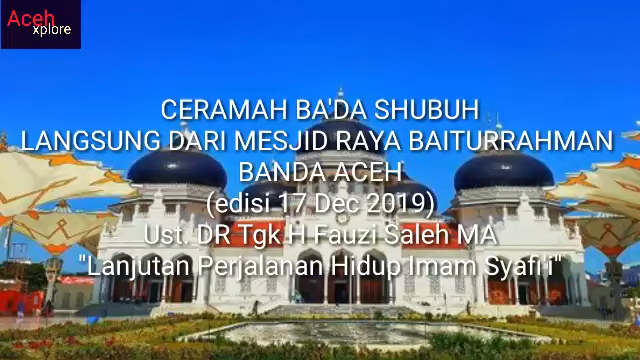 Aceh
xplore
CERAMAH BA'DA SHUBUH
LANGSUNG DARI MESJID RAYA BAITURRAHMAN
BANDA ACEH
(edisi 17 Dec 2019)
Ust. DR Tgk H Fauzi Saleh MA
"Lanjutan Perjalanan Hidup Imam Syafi'i"